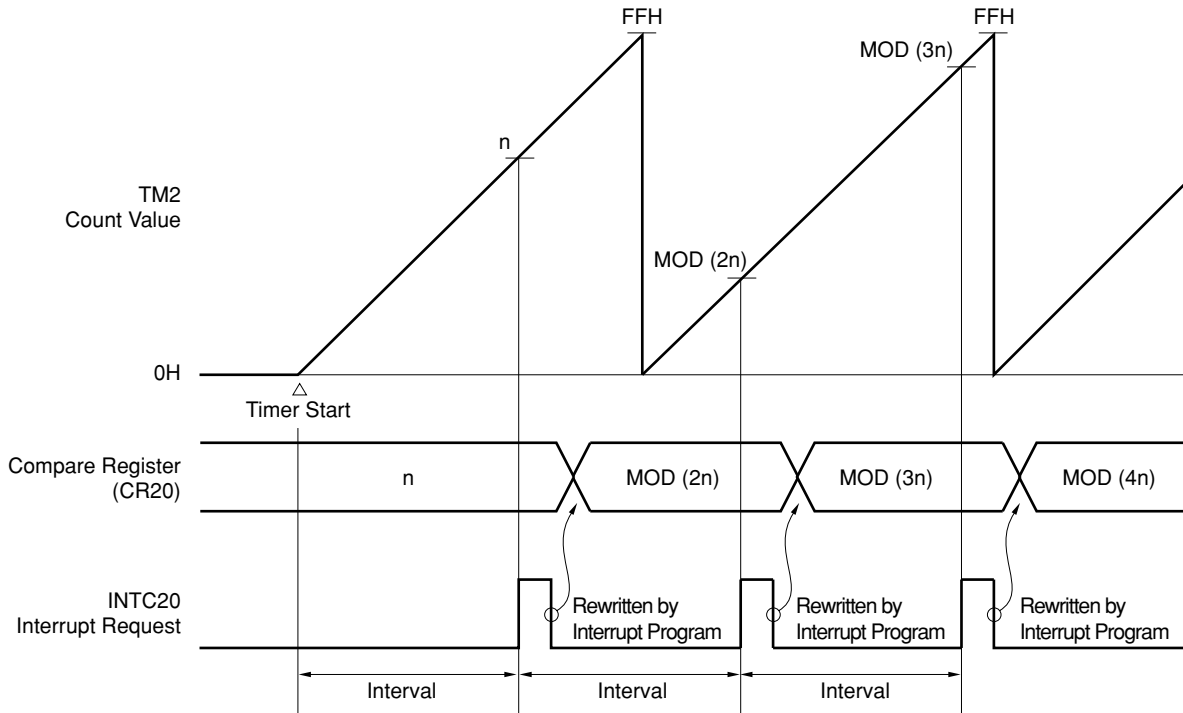 FFH
FFH
MOD (3n)
n
TM2
Count Value
MOD (2n)
0H
Timer Start
Compare Register
(CR20)
n
MOD (2n)
MOD (3n)
MOD (4n)
INTC20
Interrupt Request
Rewritten by
Interrupt Program
Rewritten by
Interrupt Program
Rewritten by
Interrupt Program
Interval
Interval
Interval